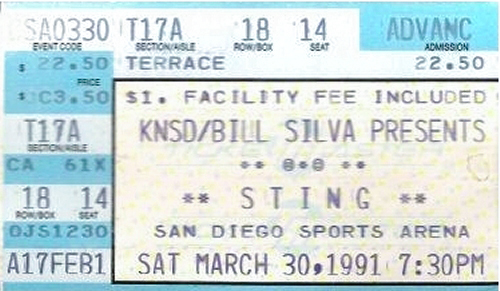 SA0330 T17A 18 14 ADVANC
EVENT CODE SECTION/AISLE ROW/BOX SEAT ADMISSION
$ 22.50 TERRACE 22.50
PRICE
$1. FACILITY FEE INCLUDED
C3.50
T17A KNSD/BILL SILVA PRESENTS
SECTION/AISLE
CA 61X ** 0*0 **
18 14 ** STING **
ROW/BOX SEAT
0JS1230 SAN DIEGO SPORTS ARENA
A17FEB1 SAT MARCH 30,1991 7:30PM